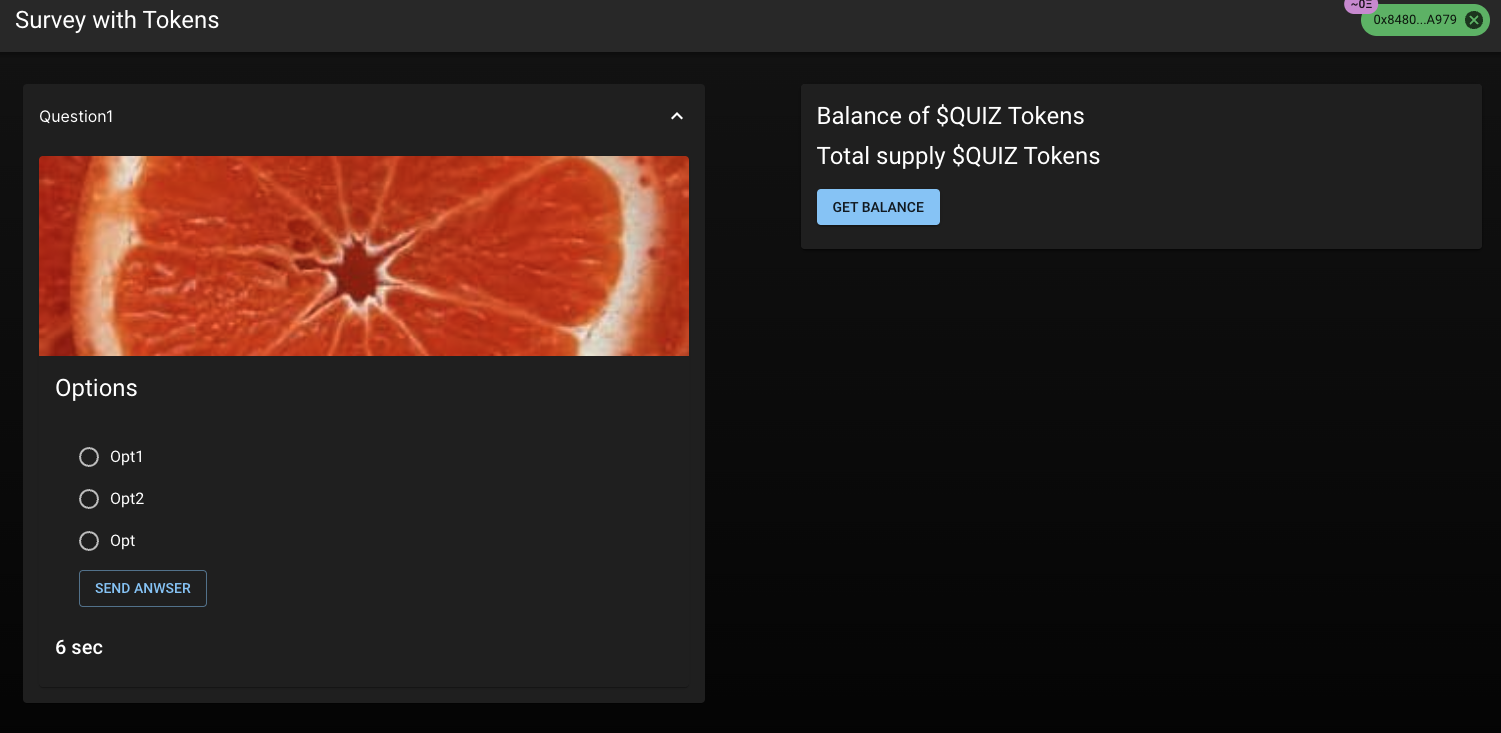 Survey with Tokens
~0Ξ
0x8480...A979
Question1
Options
Opt1
Opt2
Opt
SEND ANWSER
6 sec
Balance of $QUIZ Tokens
Total supply $QUIZ Tokens
GET BALANCE